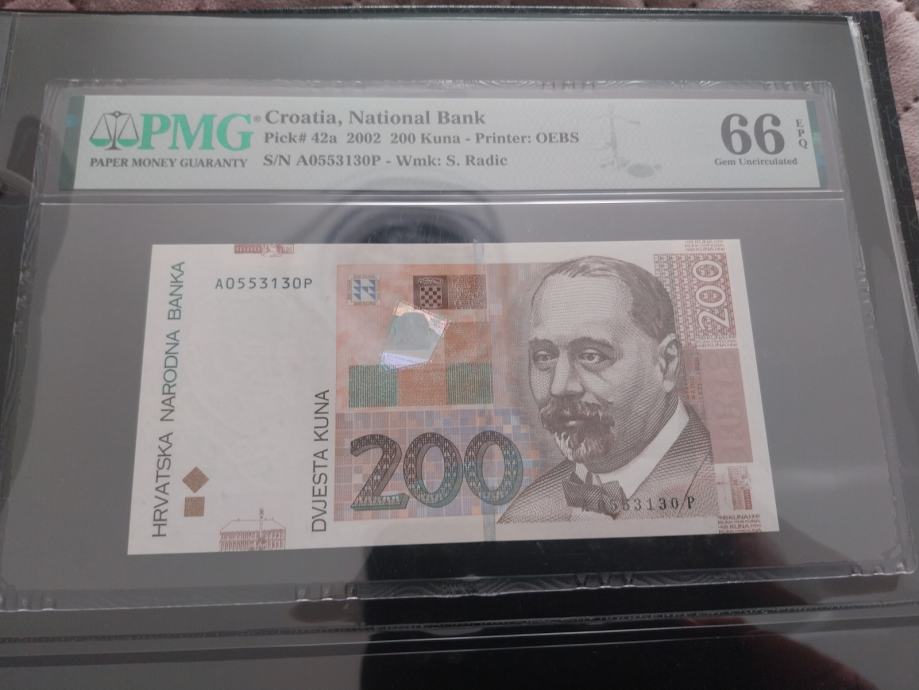 PMG®
PAPER MONEY GUARANTY
Croatia, National Bank
Pick# 42a 2002 200 Kuna - Printer: OEBS
S/N A0553130P - Wmk: S. Radic
66
EPQ
Gem Uncirculated
HRVATSKA NARODNA BANKA
A0553130P
DVJESTA KUNA
200
200
0553130P